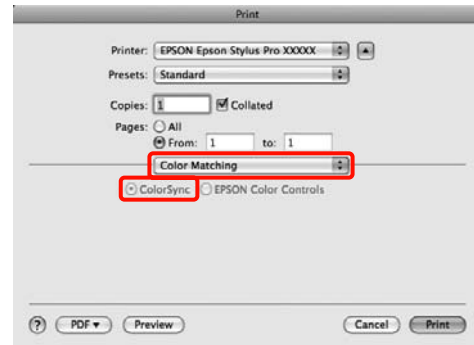 Print
Printer: EPSON Epson Stylus Pro XXXXX
Presets: Standard
Copies: 1 Collated
Pages: All
From: 1 to: 1
Color Matching
ColorSync EPSON Color Controls
? PDF Preview Cancel Print